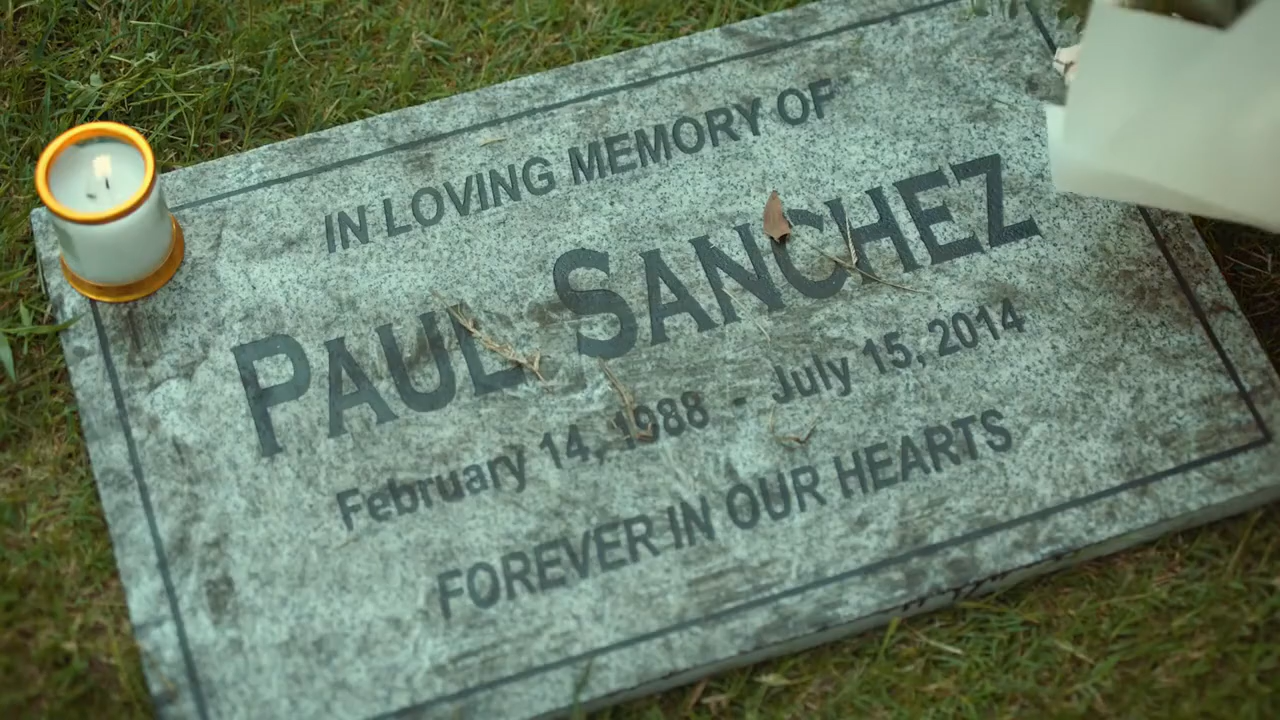 IN LOVING MEMORY OF
PAUL SANCHEZ
February 14, 1988 - July 15, 2014
FOREVER IN OUR HEARTS